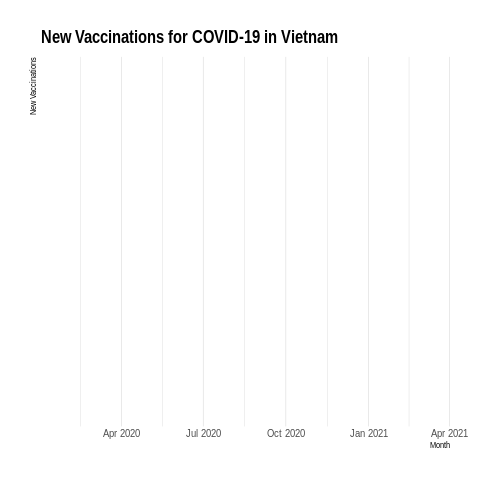 New Vaccinations for COVID-19 in Vietnam
New Vaccinations
Apr 2020 Jul 2020 Oct 2020 Jan 2021 Apr 2021
Month